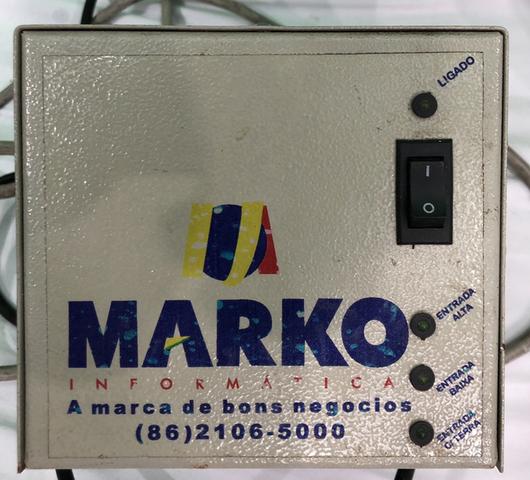 LIGADO
I
O
ENTRADA
ALTA
MARKO
INFORMÁTICA
ENTRADA
BAIXA
A marca de bons negocios
(86)2106-5000
ENTRADA
C/ TERRA